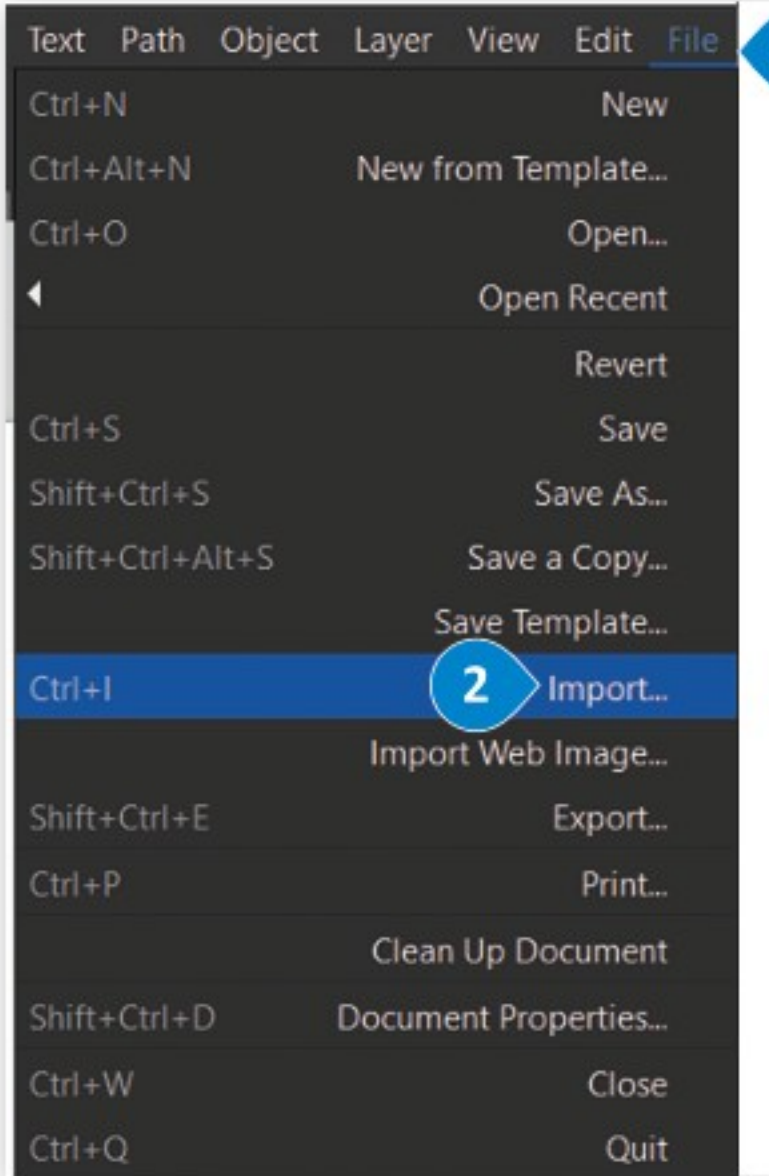 Text Path Object Layer View Edit File
Ctrl+N New
Ctrl+Alt+N New from Template...
Ctrl+O Open...
Open Recent
Revert
Ctrl+S Save
Shift+Ctrl+S Save As...
Shift+Ctrl+Alt+S Save a Copy...
Save Template...
Ctrl+I 2 Import...
Import Web Image...
Shift+Ctrl+E Export...
Ctrl+P Print...
Clean Up Document
Shift+Ctrl+D Document Properties...
Ctrl+W Close
Ctrl+Q Quit